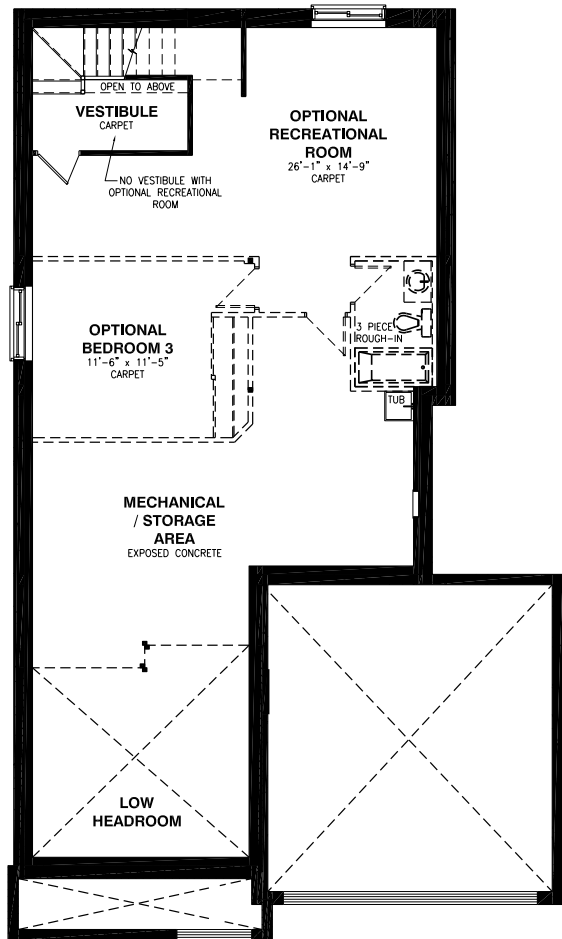 OPEN TO ABOVE
VESTIBULE
CARPET
NO VESTIBULE WITH
OPTIONAL RECREATIONAL
ROOM
OPTIONAL
RECREATIONAL
ROOM
26'-1" x 14'-9"
CARPET
OPTIONAL
BEDROOM 3
11'-6" x 11'-5"
CARPET
3 PIECE
ROUGH-IN
TUB
MECHANICAL
/ STORAGE
AREA
EXPOSED CONCRETE
LOW
HEADROOM